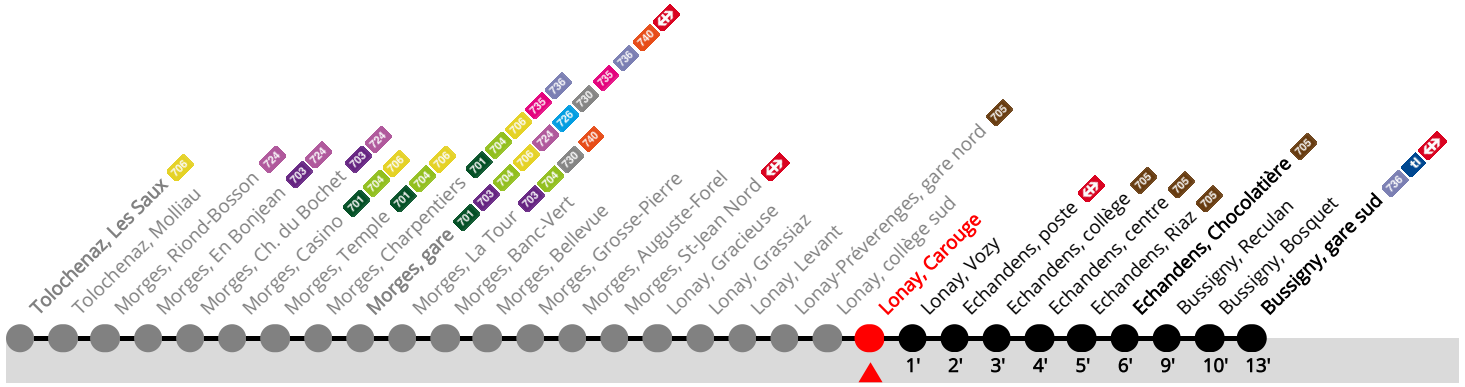 Tolochenaz, Les Saux 706
Tolochenaz, Molliau
Morges, Riond-Bosson 724
Morges, En Bonjean 703 724
Morges, Ch. du Bochet 703 724
Morges, Casino 701 704 706
Morges, Temple 701 704 706
Morges, Charpentiers 701 704 706 735 736
Morges, gare 701 703 704 706 724 726 730 735 736 740
Morges, La Tour 703 704 730 740
Morges, Banc-Vert
Morges, Bellevue
Morges, Grosse-Pierre
Morges, Auguste-Forel
Morges, St-Jean Nord
Lonay, Gracieuse
Lonay, Grassiaz
Lonay, Levant
Lonay-Préverenges, gare nord 705
Lonay, collège sud
Lonay, Carouge
Lonay, Vozy
Echandens, poste
Echandens, collège 705
Echandens, centre 705
Echandens, Riaz 705
Echandens, Chocolatière 705
Bussigny, Reculan
Bussigny, Bosquet
Bussigny, gare sud 736 tl
1' 2' 3' 4' 5' 6' 9' 10' 13'